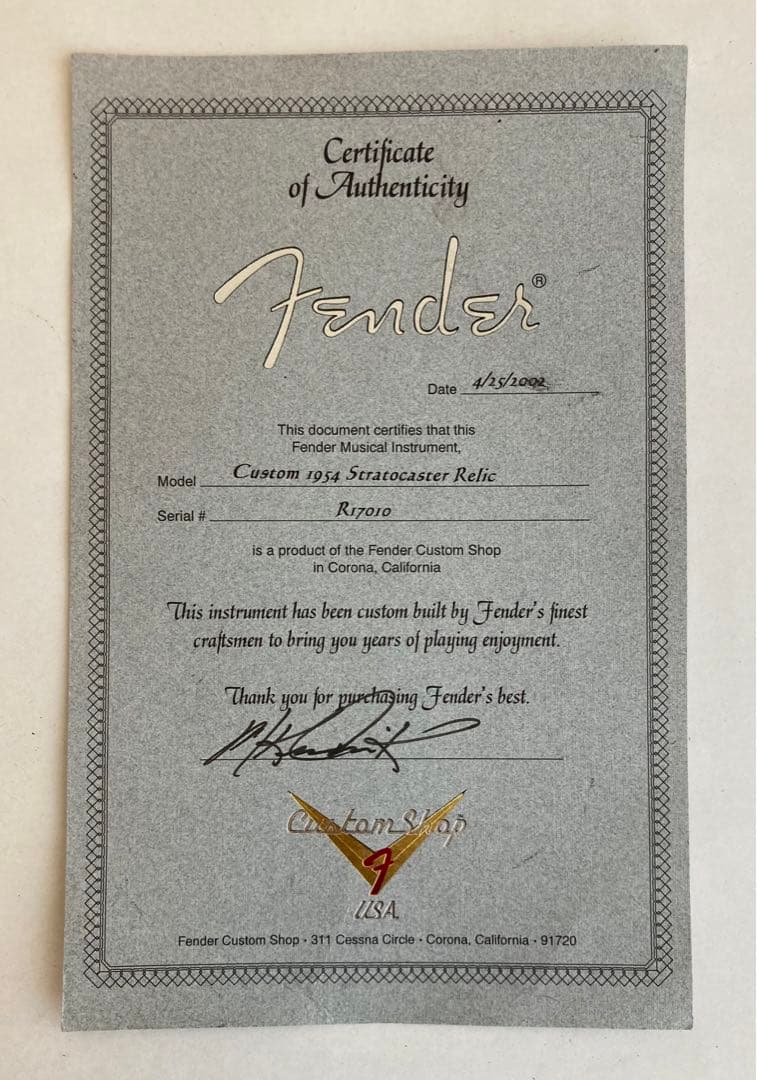 Certificate
of Authenticity
Fender®
Date 4/25/2002
This document certifies that this
Fender Musical Instrument,
Model Custom 1954 Stratocaster Relic
Serial # R17010
is a product of the Fender Custom Shop
in Corona, California
This instrument has been custom built by Fender's finest
craftsmen to bring you years of playing enjoyment.
Thank you for purchasing Fender's best.
Custom Shop
F
USA
Fender Custom Shop · 311 Cessna Circle · Corona, California · 91720